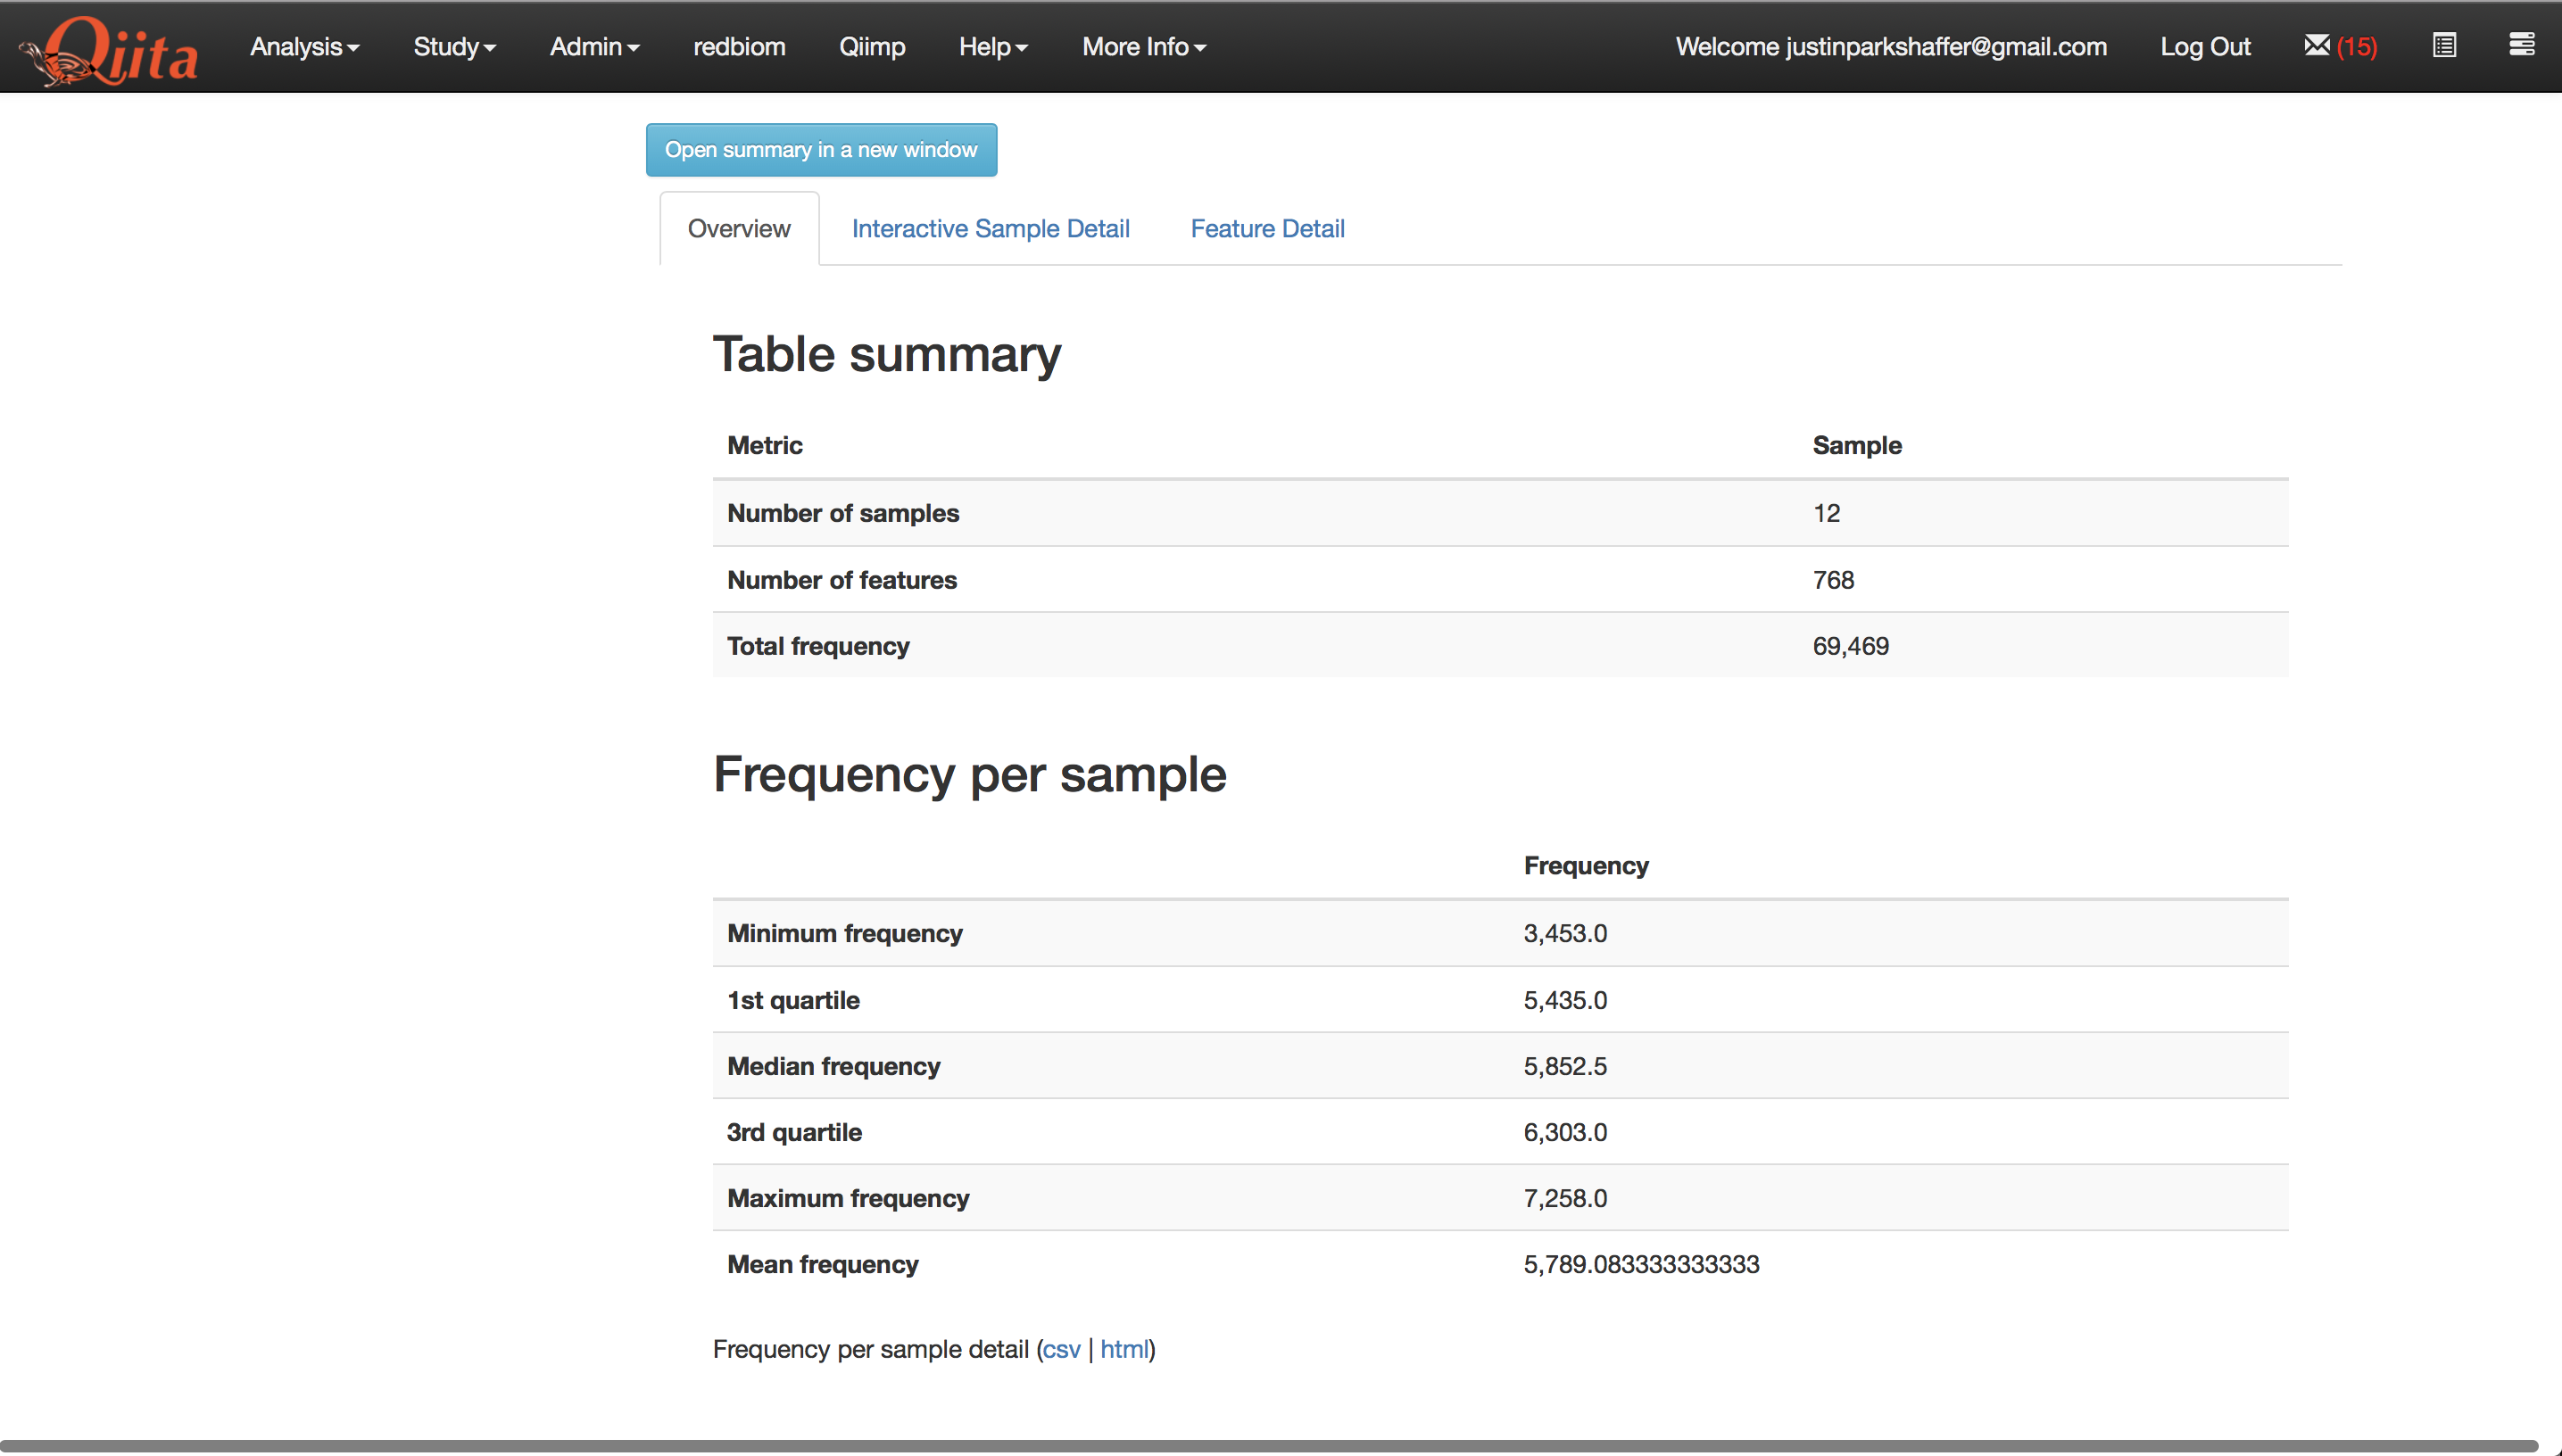 Qiita Analysis Study Admin redbiom Qiimp Help More Info Welcome justinparkshaffer@gmail.com Log Out (15)
Open summary in a new window
Overview Interactive Sample Detail Feature Detail
Table summary
Metric Sample
Number of samples 12
Number of features 768
Total frequency 69,469
Frequency per sample
Frequency
Minimum frequency 3,453.0
1st quartile 5,435.0
Median frequency 5,852.5
3rd quartile 6,303.0
Maximum frequency 7,258.0
Mean frequency 5,789.083333333333
Frequency per sample detail (csv | html)